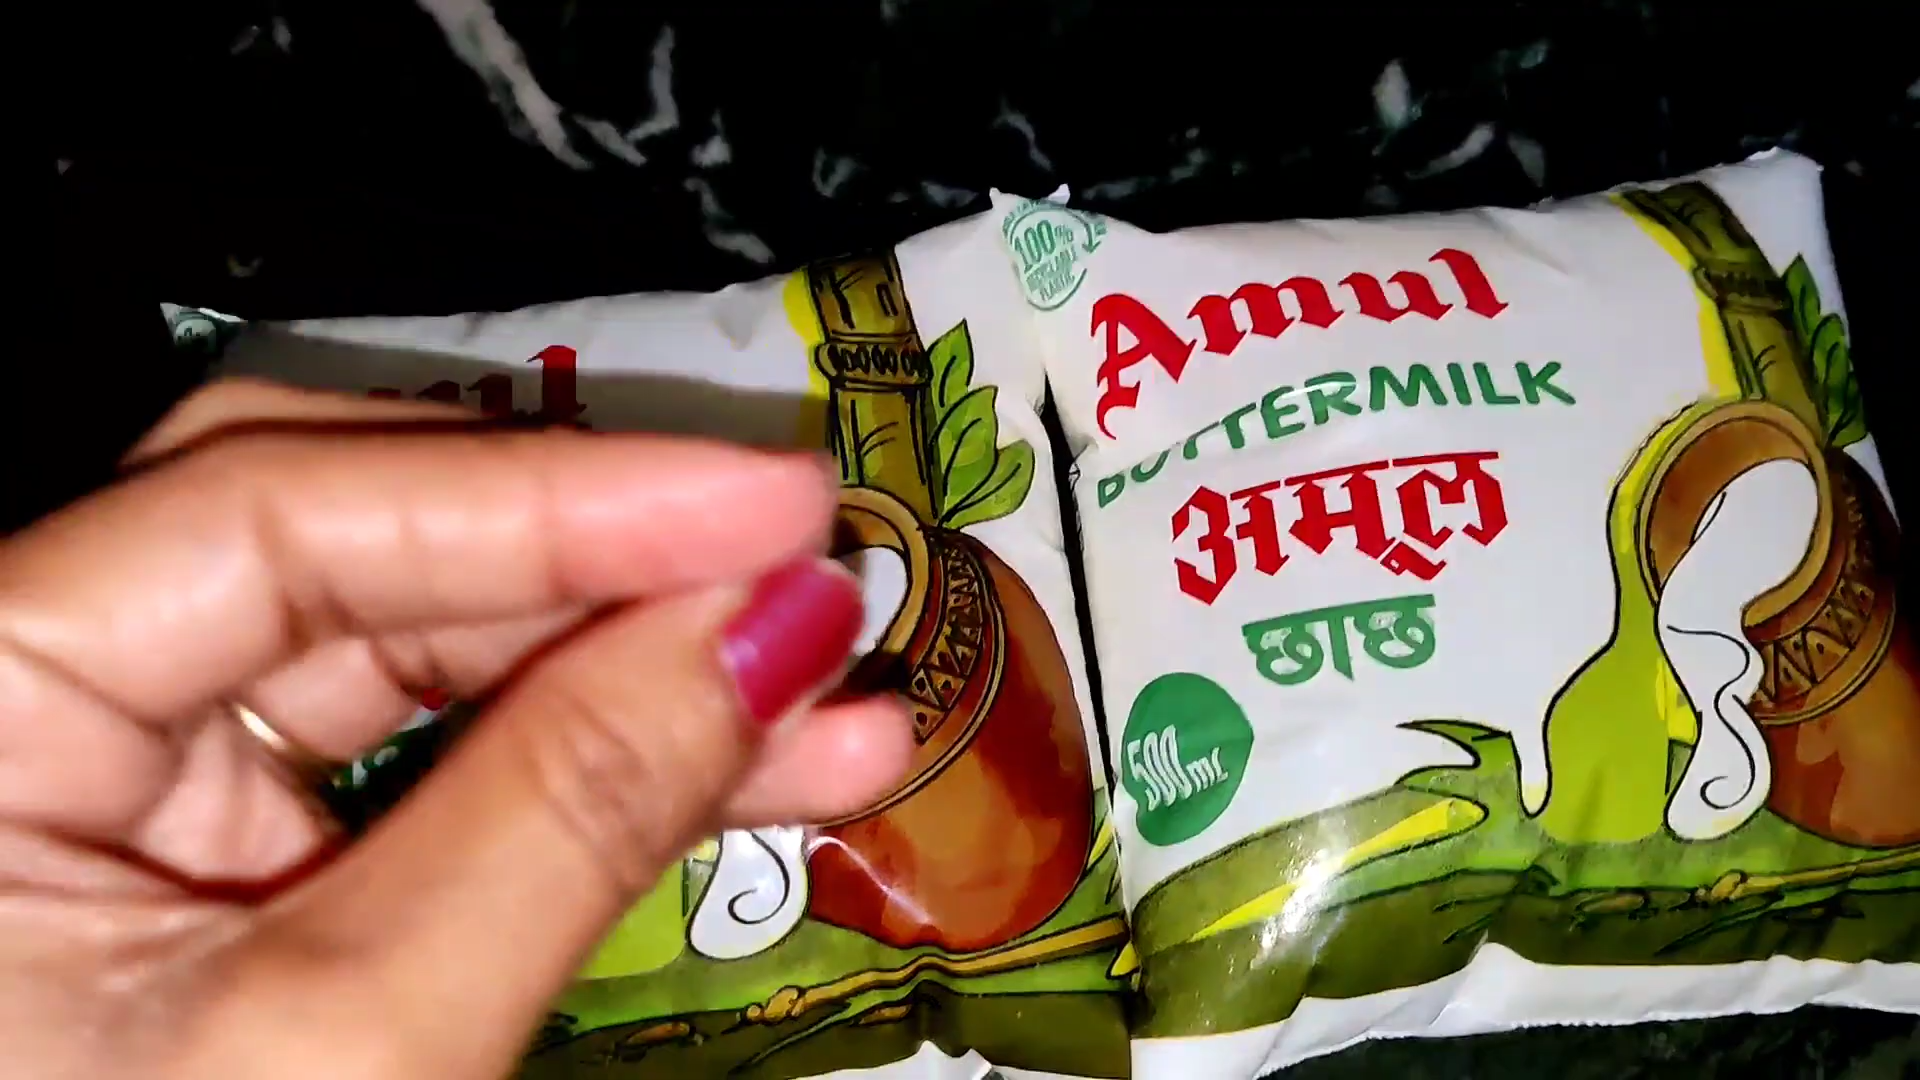 100%
RECYCLABLE
PLASTIC
Amul
BUTTERMILK
अमूल
छाछ
500mL